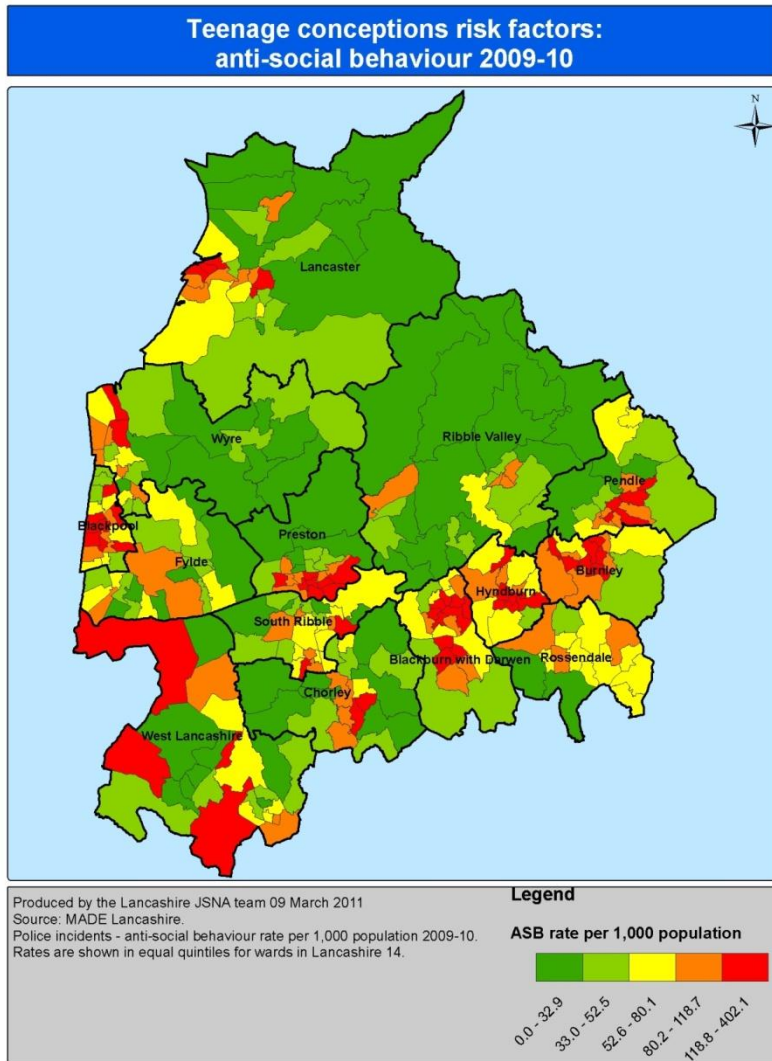 Teenage conceptions risk factors:
anti-social behaviour 2009-10
N
Lancaster
Wyre
Ribble Valley
Pendle
Blackpool
Preston
Fylde
Burnley
Hyndburn
South Ribble
Blackburn with Darwen
Rossendale
Chorley
West Lancashire
Produced by the Lancashire JSNA team 09 March 2011
Source: MADE Lancashire.
Police incidents - anti-social behaviour rate per 1,000 population 2009-10.
Rates are shown in equal quintiles for wards in Lancashire 14.
Legend
ASB rate per 1,000 population
0.0 - 32.9
33.0 - 52.5
52.6 - 80.1
80.2 - 118.7
118.8 - 402.1